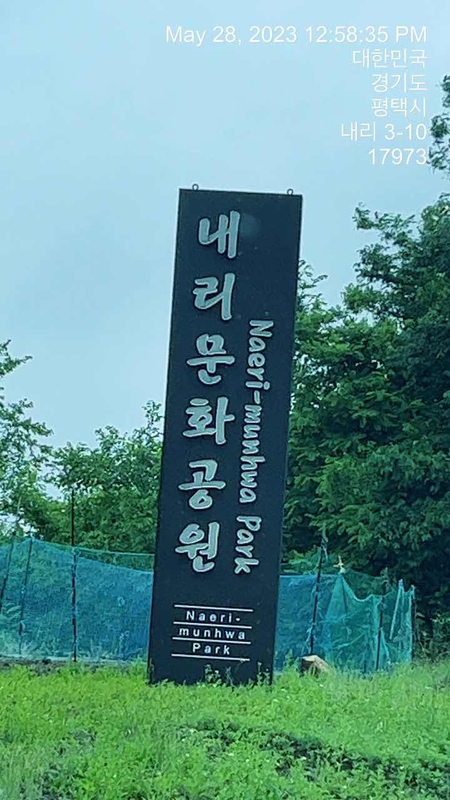 May 28, 2023 12:58:35 PM
대한민국
경기도
평택시
내리 3-10
17973
내리문화공원
Naeri-munhwa Park
Naeri-
munhwa
Park